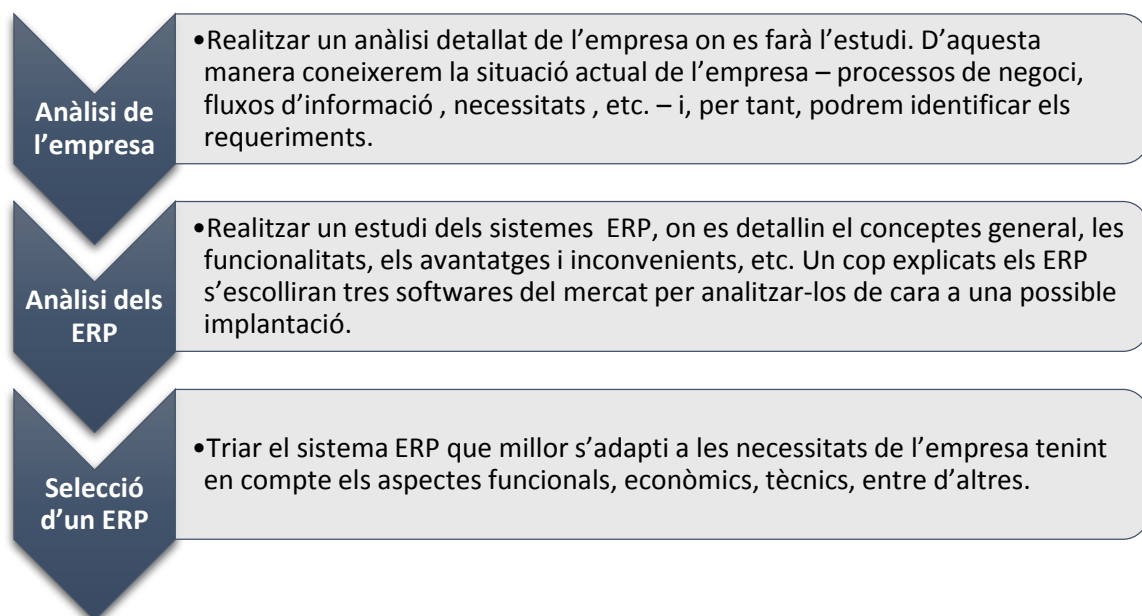 Anàlisi de
l’empresa
•Realitzar un anàlisi detallat de l’empresa on es farà l’estudi. D’aquesta
manera coneixerem la situació actual de l’empresa – processos de negoci,
fluxos d’informació , necessitats , etc. – i, per tant, podrem identificar els
requeriments.
Anàlisi dels
ERP
•Realitzar un estudi dels sistemes  ERP, on es detallin el conceptes general, les
funcionalitats, els avantatges i inconvenients, etc. Un cop explicats els ERP
s’escolliran tres softwares del mercat per analitzar-los de cara a una possible
implantació.
Selecció
d’un ERP
•Triar el sistema ERP que millor s’adapti a les necessitats de l’empresa tenint
en compte els aspectes funcionals, econòmics, tècnics, entre d’altres.